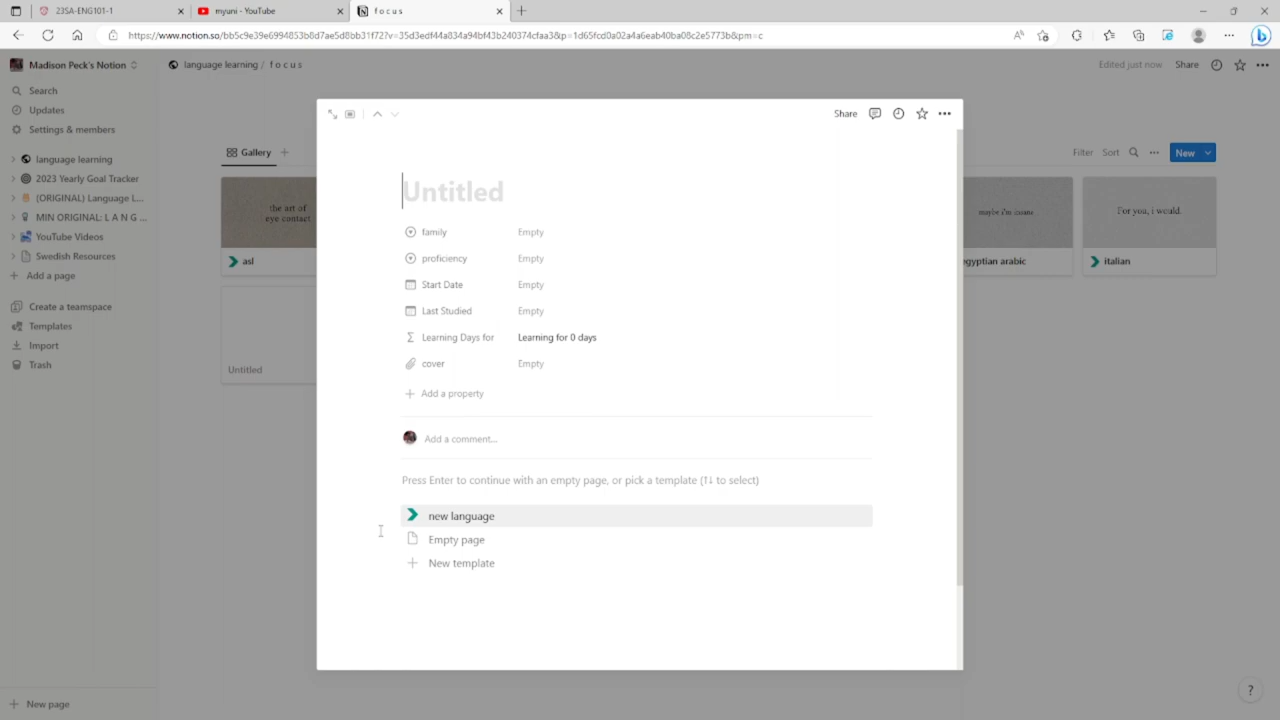 23SA-ENG101-1
myuni - YouTube
f o c u s
https://www.notion.so/bb5c9e39e6994853b8d7ae5d8bb31f72?v=35d3edf44a834a94bf43b240374cfaa3&p=1d65fcd0a02a4a6eab40ba08c2e5773b&pm=c
Madison Peck's Notion
language learning / f o c u s
Edited just now
Share
Search
Updates
Settings & members
language learning
2023 Yearly Goal Tracker
(ORIGINAL) Language L...
MIN ORIGINAL: L A N G ...
YouTube Videos
Swedish Resources
Add a page
Create a teamspace
Templates
Import
Trash
New page
Gallery
Filter
Sort
New
the art of
eye contact
asl
Untitled
maybe i'm insane
egyptian arabic
For you, i would.
italian
Share
Untitled
family Empty
proficiency Empty
Start Date Empty
Last Studied Empty
Learning Days for Learning for 0 days
cover Empty
Add a property
Add a comment...
Press Enter to continue with an empty page, or pick a template (↑↓ to select)
new language
Empty page
New template
?